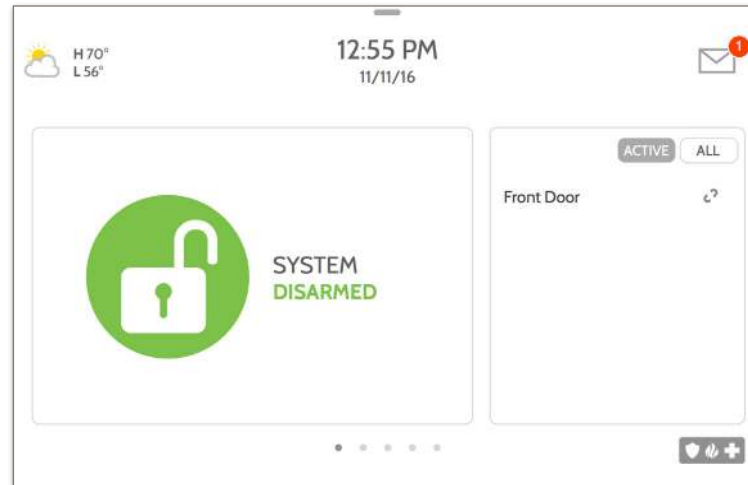 H 70°
L 56°
12:55 PM
11/11/16
1
ACTIVE
ALL
Front Door
SYSTEM
DISARMED